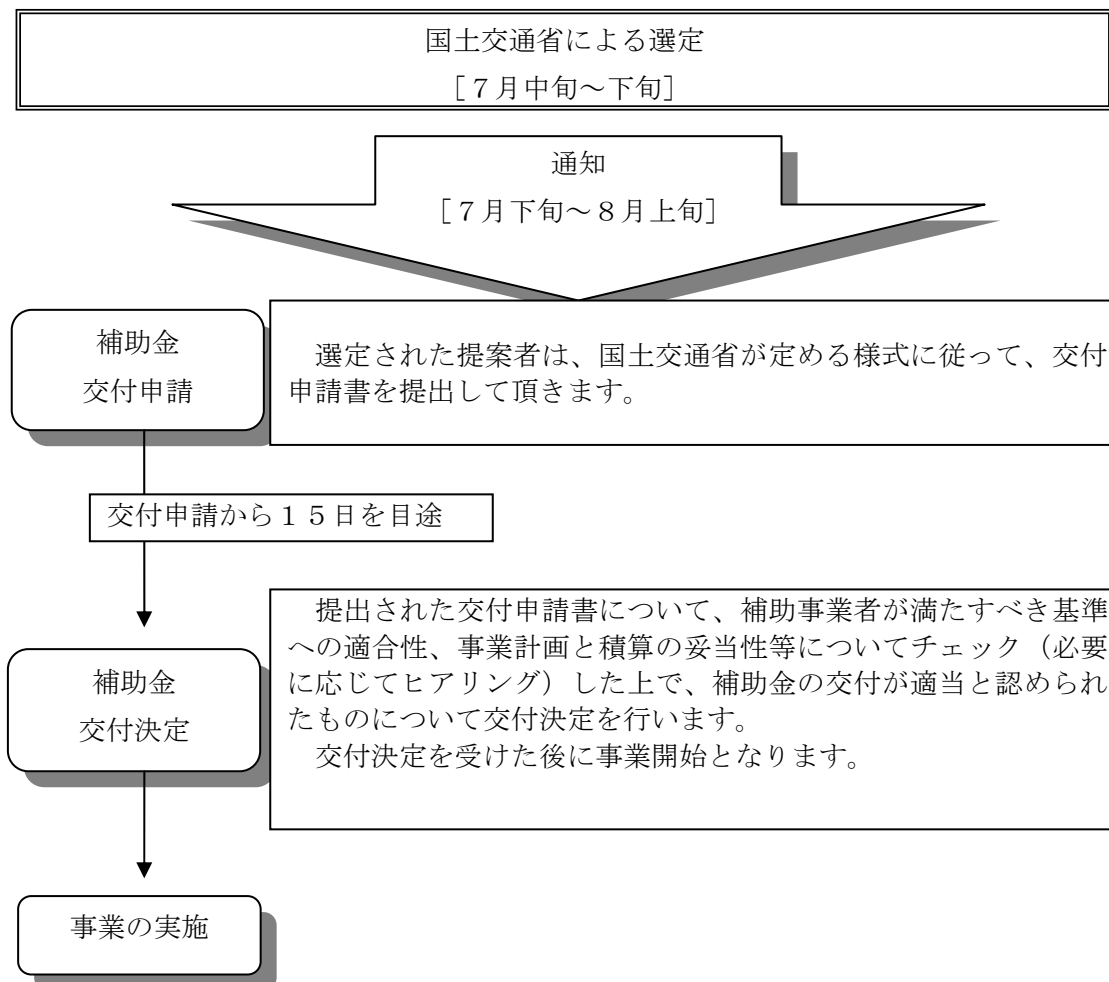 国土交通省による選定
［７月中旬～下旬］
通知
［７月下旬～８月上旬］
補助金
交付申請
選定された提案者は、国土交通省が定める様式に従って、交付
申請書を提出して頂きます。
交付申請から１５日を目途
補助金
交付決定
提出された交付申請書について、補助事業者が満たすべき基準
への適合性、事業計画と積算の妥当性等についてチェック（必要
に応じてヒアリング）した上で、補助金の交付が適当と認められ
たものについて交付決定を行います。
交付決定を受けた後に事業開始となります。
事業の実施